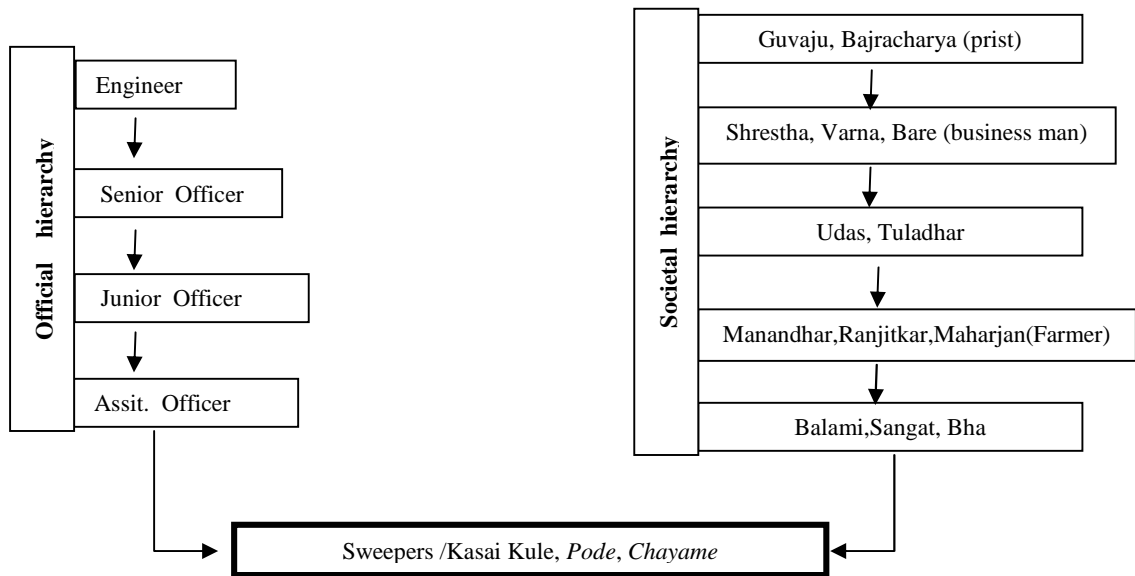 Official hierarchy
Engineer
Senior Officer
Junior Officer
Assit. Officer
Societal hierarchy
Guvaju, Bajracharya (prist)
Shrestha, Varna, Bare (business man)
Udas, Tuladhar
Manandhar,Ranjitkar,Maharjan(Farmer)
Balami,Sangat, Bha
Sweepers /Kasai Kule, Pode, Chayame